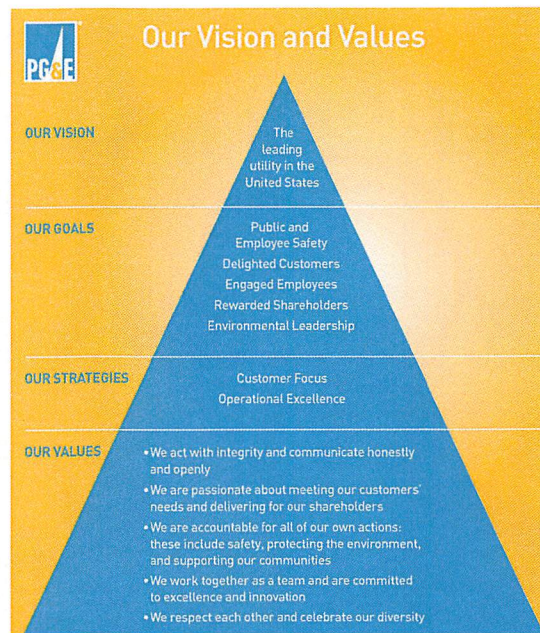 PG&E
Our Vision and Values
OUR VISION
The
leading
utility in the
United States
OUR GOALS
Public and
Employee Safety
Delighted Customers
Engaged Employees
Rewarded Shareholders
Environmental Leadership
OUR STRATEGIES
Customer Focus
Operational Excellence
OUR VALUES
• We act with integrity and communicate honestly
and openly
• We are passionate about meeting our customers'
needs and delivering for our shareholders
• We are accountable for all of our own actions:
these include safety, protecting the environment,
and supporting our communities
• We work together as a team and are committed
to excellence and innovation
• We respect each other and celebrate our diversity